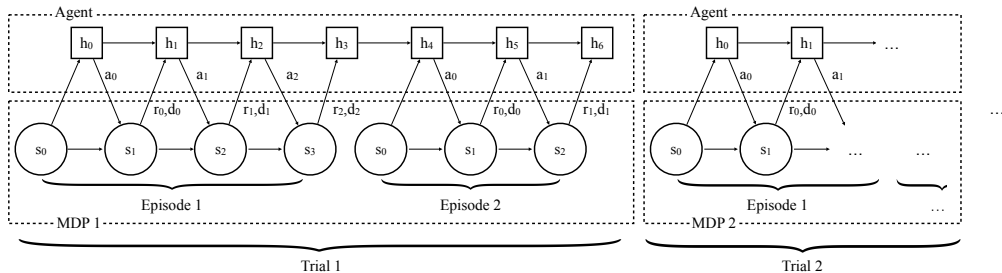 Agent Agent
h0 h1 h2 h3 h4 h5 h6 h0 h1 ...
a0 a1 a2 a0 a1 a0 a1
r0,d0 r1,d1 r2,d2 r0,d0 r1,d1 r0,d0 ...
s0 s1 s2 s3 s0 s1 s2 s0 s1 ... ...
Episode 1 Episode 2 Episode 1 ...
MDP 1 MDP 2
Trial 1 Trial 2